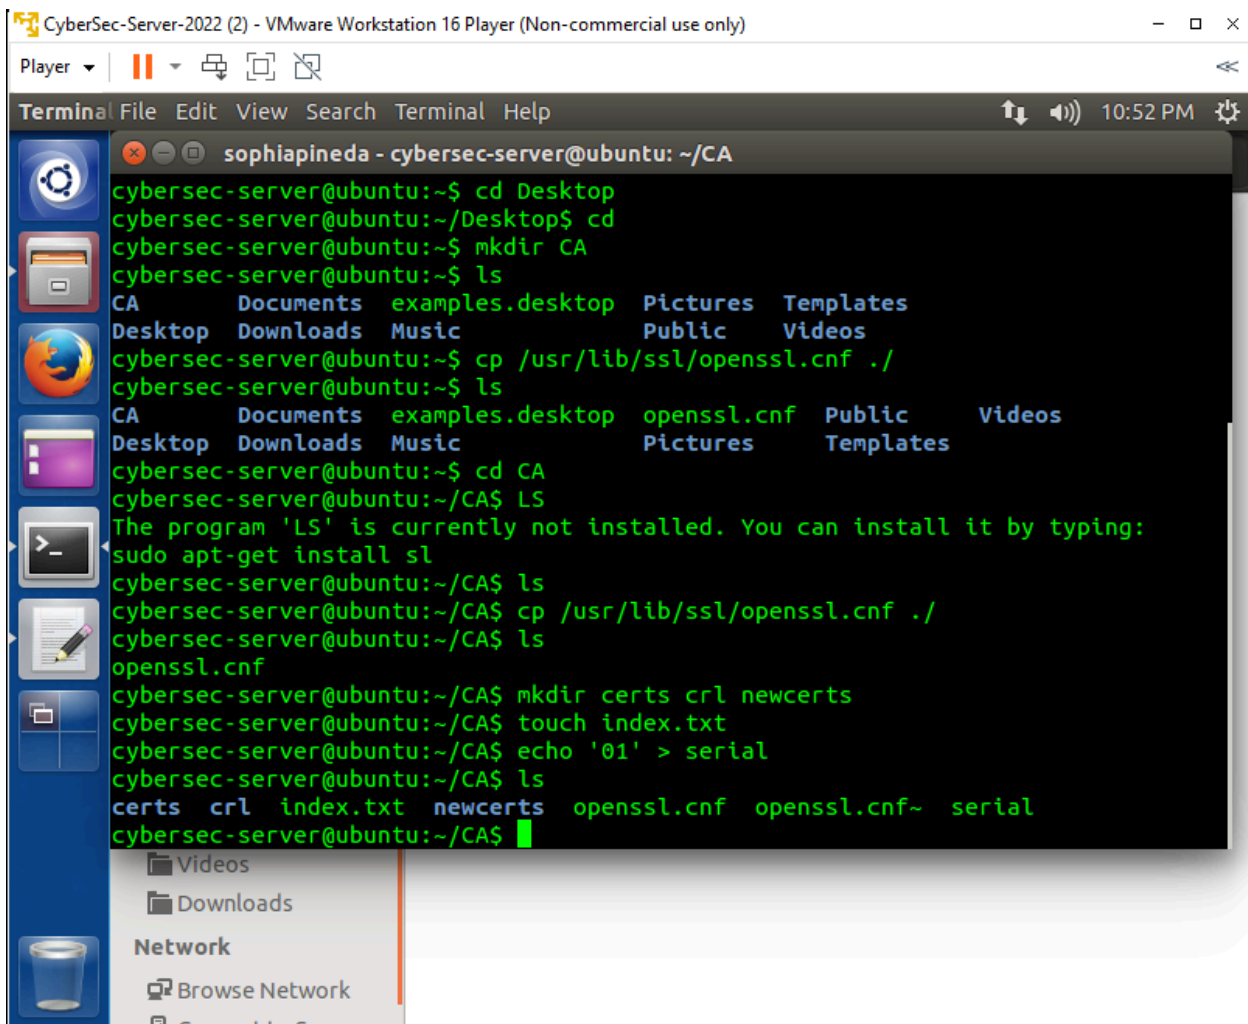 CyberSec-Server-2022 (2) - VMware Workstation 16 Player (Non-commercial use only)
Player
Terminal File Edit View Search Terminal Help 10:52 PM
sophiapineda - cybersec-server@ubuntu: ~/CA
cybersec-server@ubuntu:~$ cd Desktop
cybersec-server@ubuntu:~/Desktop$ cd
cybersec-server@ubuntu:~$ mkdir CA
cybersec-server@ubuntu:~$ ls
CA Documents examples.desktop Pictures Templates
Desktop Downloads Music Public Videos
cybersec-server@ubuntu:~$ cp /usr/lib/ssl/openssl.cnf ./
cybersec-server@ubuntu:~$ ls
CA Documents examples.desktop openssl.cnf Public Videos
Desktop Downloads Music Pictures Templates
cybersec-server@ubuntu:~$ cd CA
cybersec-server@ubuntu:~/CA$ LS
The program 'LS' is currently not installed. You can install it by typing:
sudo apt-get install sl
cybersec-server@ubuntu:~/CA$ ls
cybersec-server@ubuntu:~/CA$ cp /usr/lib/ssl/openssl.cnf ./
cybersec-server@ubuntu:~/CA$ ls
openssl.cnf
cybersec-server@ubuntu:~/CA$ mkdir certs crl newcerts
cybersec-server@ubuntu:~/CA$ touch index.txt
cybersec-server@ubuntu:~/CA$ echo '01' > serial
cybersec-server@ubuntu:~/CA$ ls
certs crl index.txt newcerts openssl.cnf openssl.cnf~ serial
cybersec-server@ubuntu:~/CA$
Videos
Downloads
Network
Browse Network